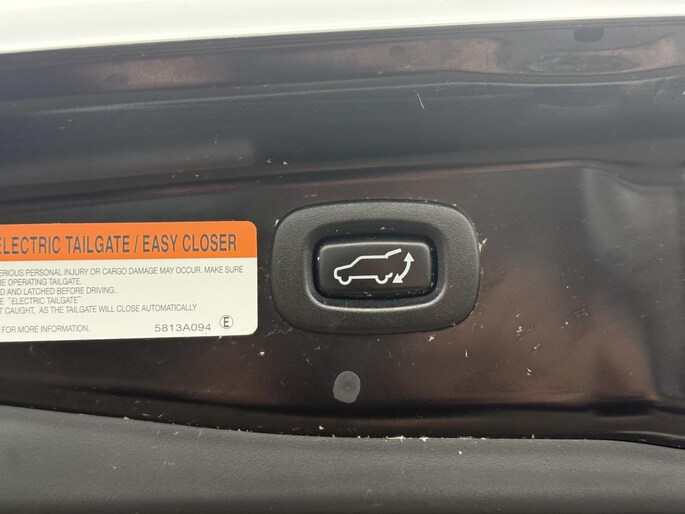 ELECTRIC TAILGATE / EASY CLOSER
ERIOUS PERSONAL INJURY OR CARGO DAMAGE MAY OCCUR. MAKE SURE
E OPERATING TAILGATE.
D AND LATCHED BEFORE DRIVING.
E "ELECTRIC TAILGATE"
T CAUGHT, AS THE TAILGATE WILL CLOSE AUTOMATICALLY
FOR MORE INFORMATION. 5813A094 E